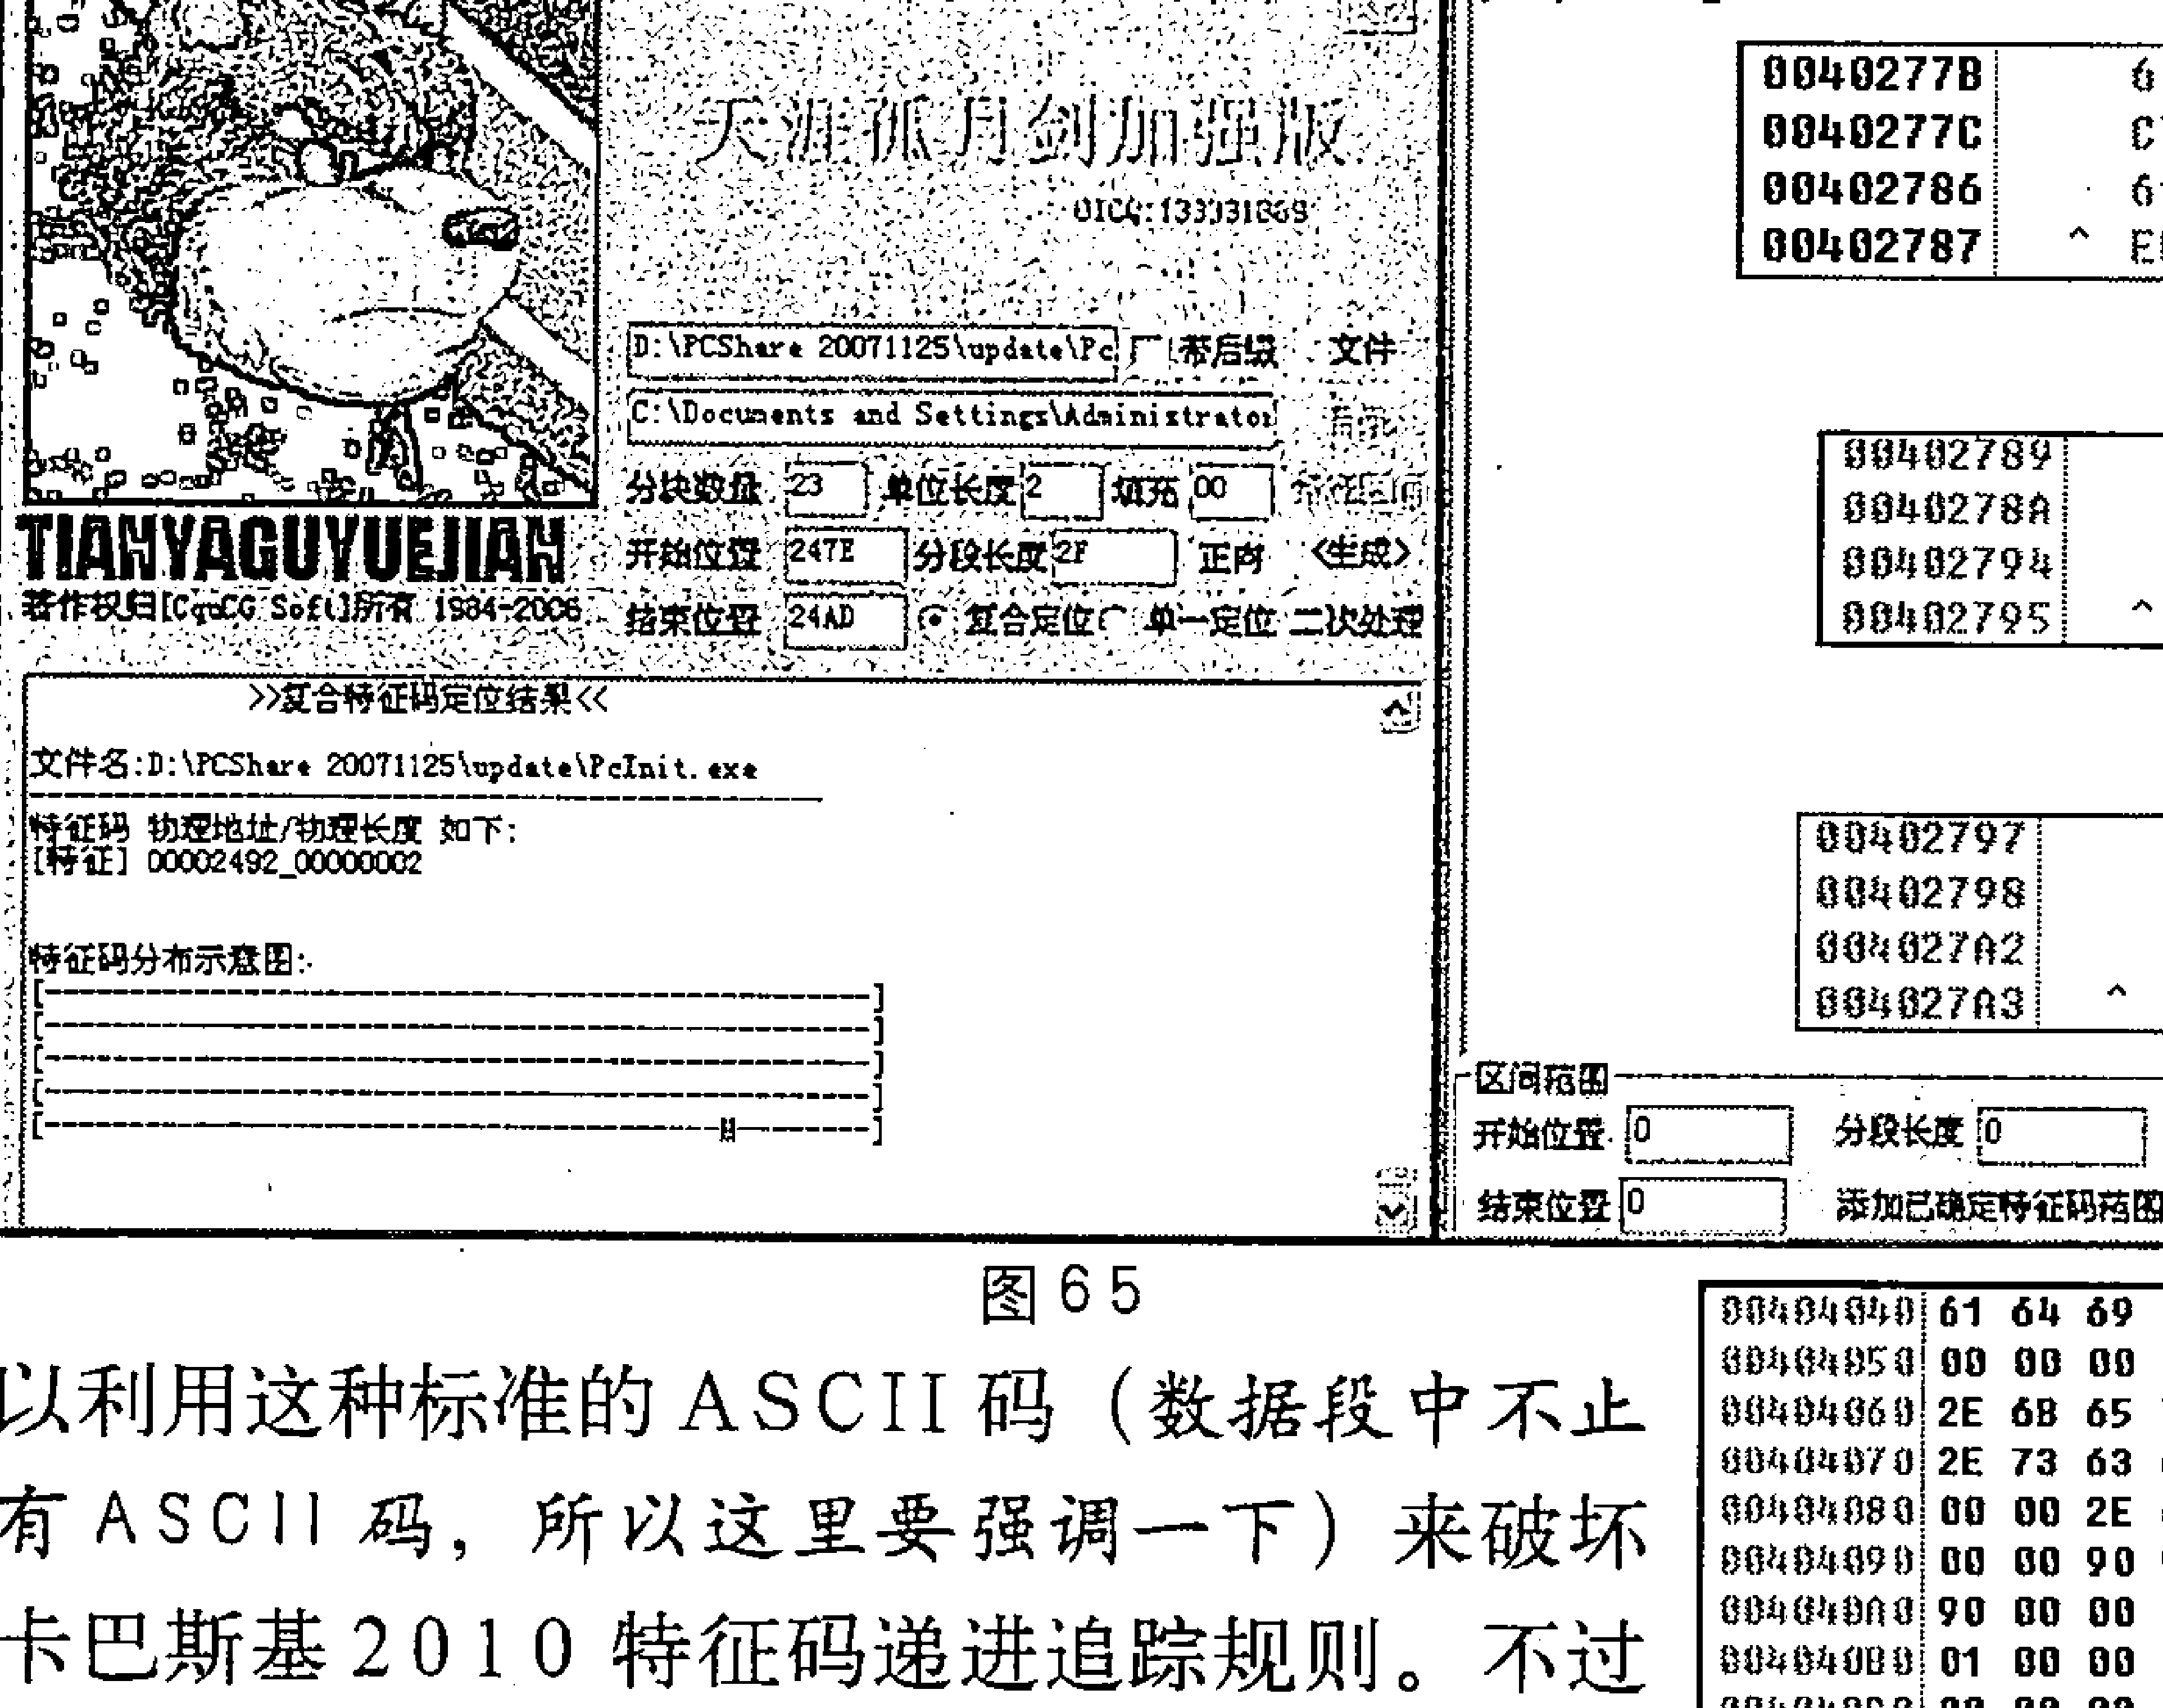 天涯孤月剑加强版
D:\PCShare 20071125\update\Pc 带后缀 文件
C:\Documents and Settings\Administrator
分块数量 23 单位长度 2 填充 00
开始位置 247E 分段长度 2F 正向 <生成>
结束位置 24AD 复合定位 单一定位 二次处理
TIANYAGUYUEJIAN
著作权归[CquCG Soft]所有 1984-2006
>>复合特征码定位结果<<
文件名:D:\PCShare 20071125\update\PcInit.exe
特征码 物理地址/物理长度 如下:
[特征] 00002492_00000002
特征码分布示意图:
0040277B 6
0040277C C
00402786 6
00402787 ^ E
00402789
0040278A
00402794
00402795 ^
00402797
00402798
004027A2
004027A3 ^
区间范围
开始位置 0 分段长度 0
结束位置 0 添加已确定特征码范围
图65
以利用这种标准的ASCII码（数据段中不止
有ASCII码，所以这里要强调一下）来破坏
卡巴斯基2010特征码递进追踪规则。不过
00404040 61 64 69
00404050 00 00 00
00404060 2E 6B 65
00404070 2E 73 63
00404080 00 00 2E
00404090 00 00 90
004040A0 90 00 00
004040B0 01 00 00